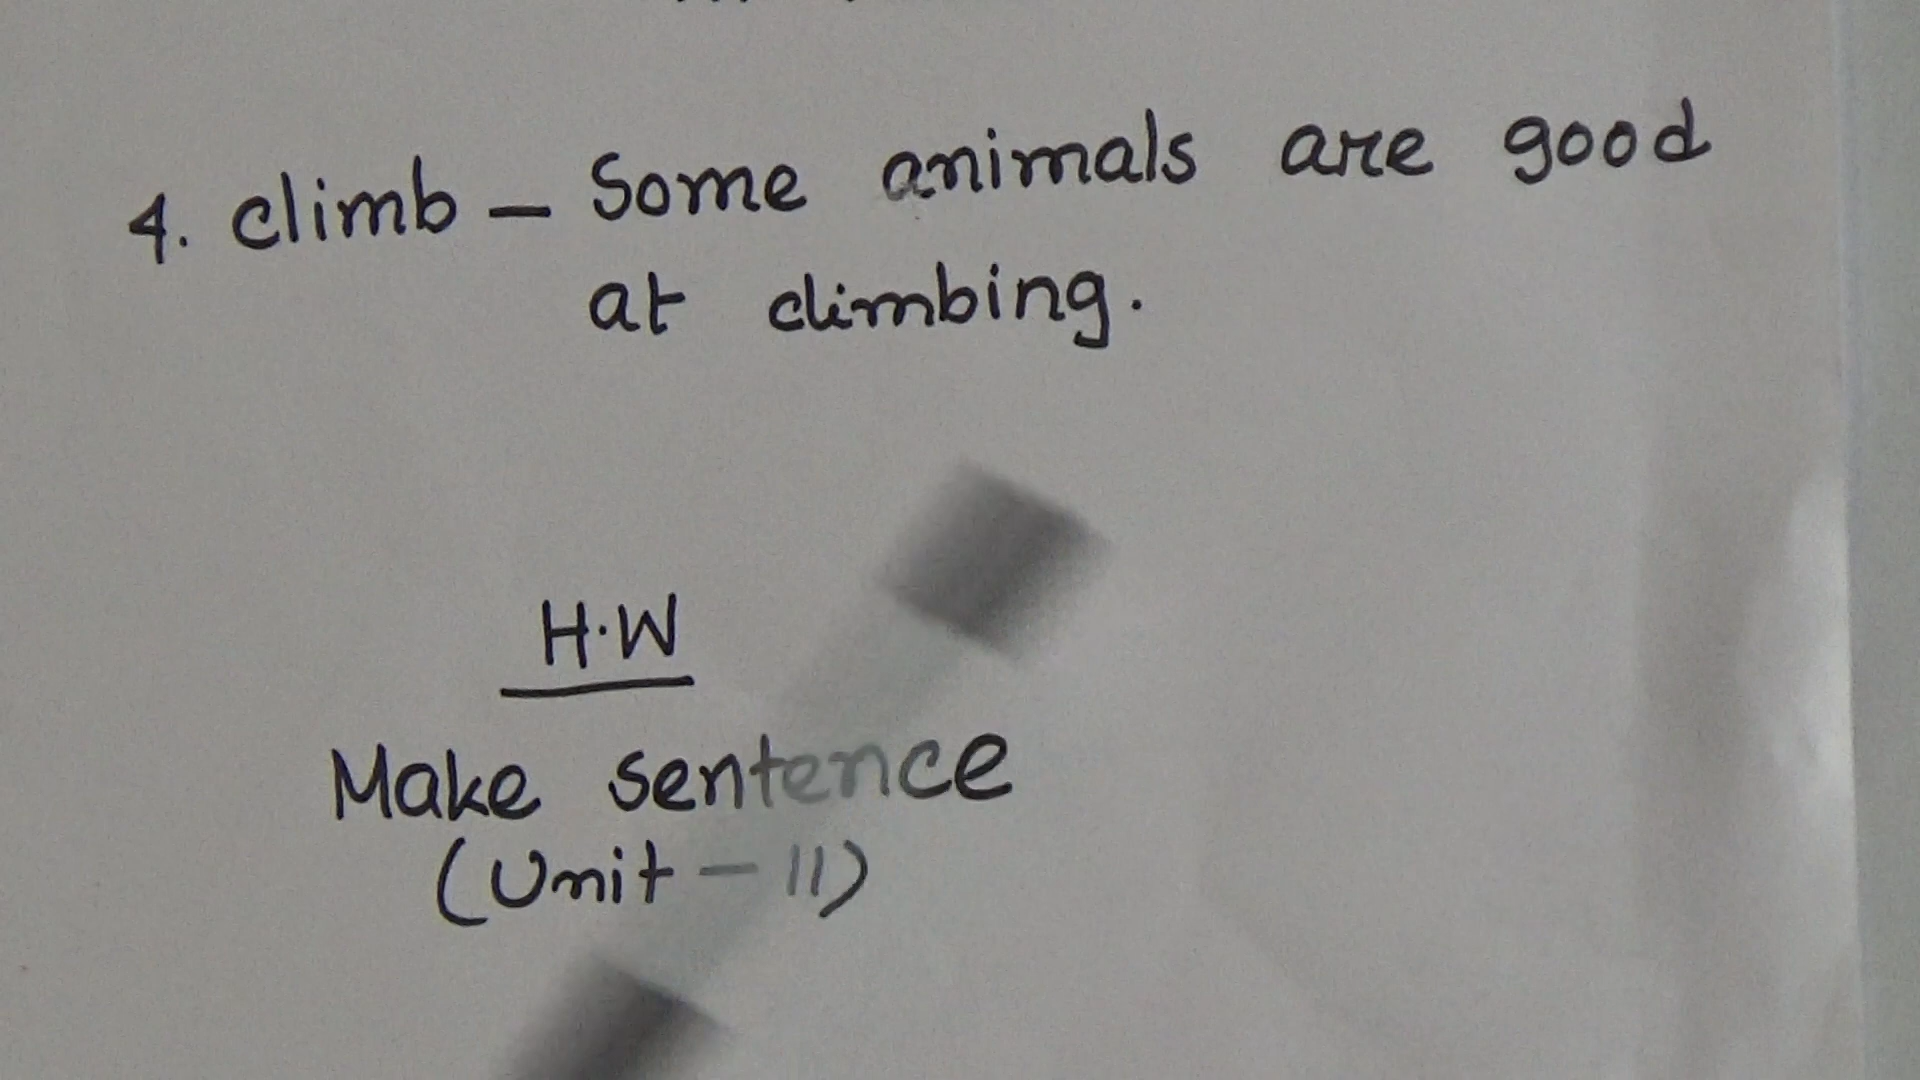 4. climb — Some animals are good
at climbing.
H.W
Make sentence
(Unit - 11)